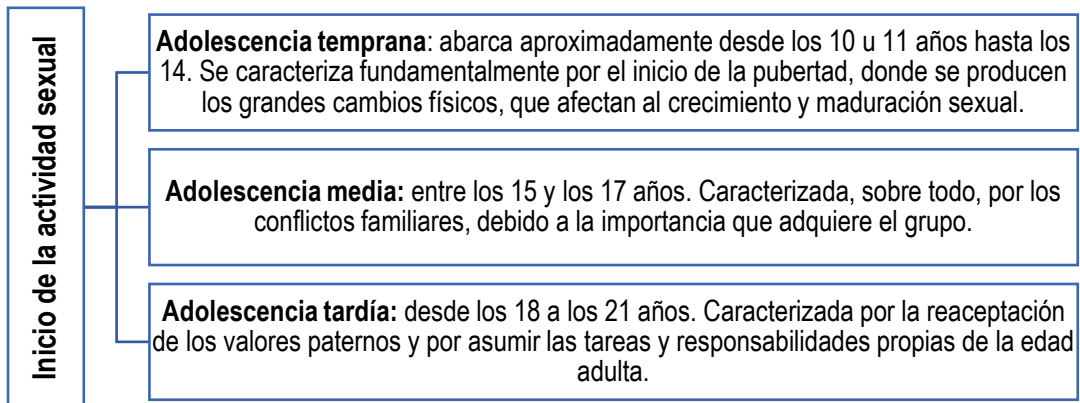 Inicio de la actividad sexual
Adolescencia temprana: abarca aproximadamente desde los 10 u 11 años hasta los
14. Se caracteriza fundamentalmente por el inicio de la pubertad, donde se producen
los grandes cambios físicos, que afectan al crecimiento y maduración sexual.
Adolescencia media: entre los 15 y los 17 años. Caracterizada, sobre todo, por los
conflictos familiares, debido a la importancia que adquiere el grupo.
Adolescencia tardía: desde los 18 a los 21 años. Caracterizada por la reaceptación
de los valores paternos y por asumir las tareas y responsabilidades propias de la edad
adulta.